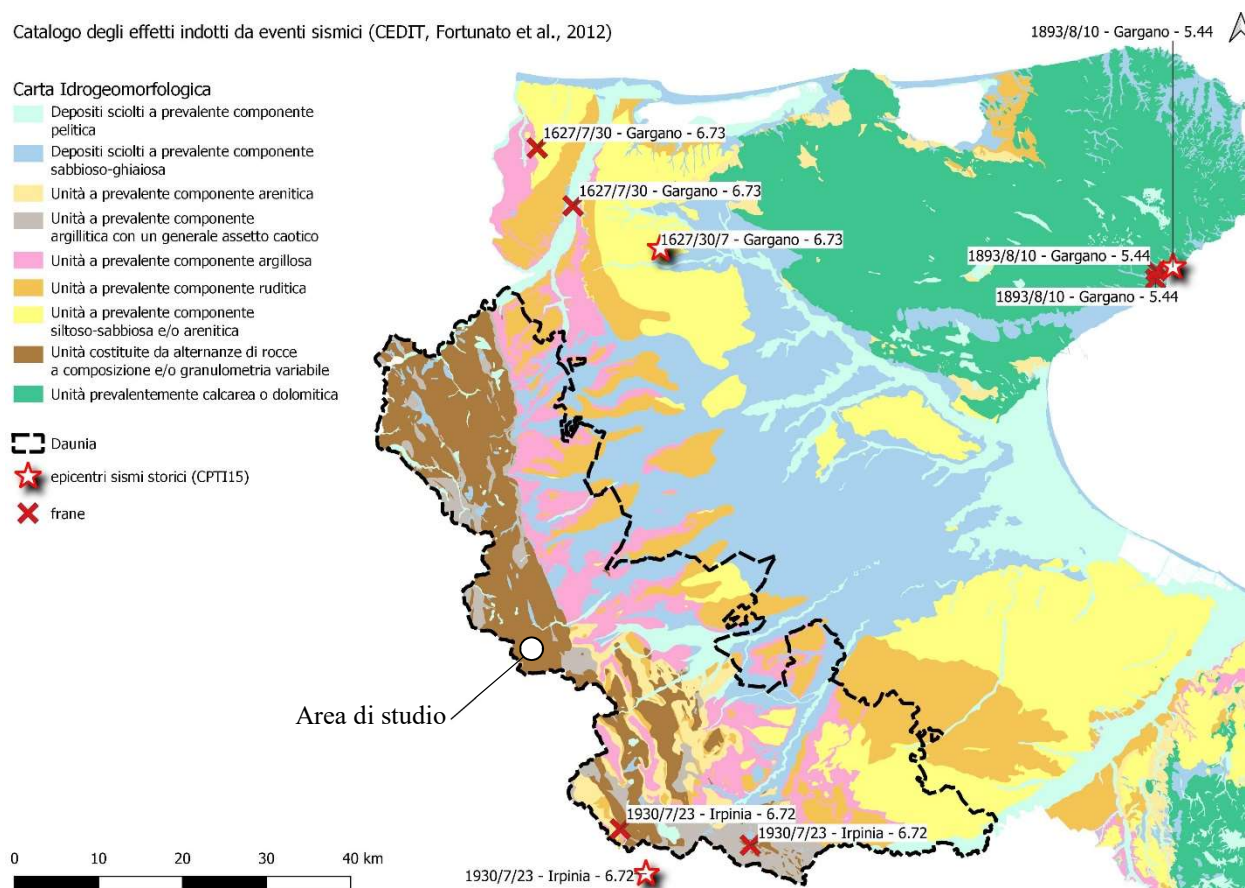 Catalogo degli effetti indotti da eventi sismici (CEDIT, Fortunato et al., 2012)
1893/8/10 - Gargano - 5.44
Carta Idrogeomorfologica
Depositi sciolti a prevalente componente
pelitica
Depositi sciolti a prevalente componente
sabbioso-ghiaiosa
Unità a prevalente componente arenitica
Unità a prevalente componente
argillitica con un generale assetto caotico
Unità a prevalente componente argillosa
Unità a prevalente componente ruditica
Unità a prevalente componente
siltoso-sabbiosa e/o arenitica
Unità costituite da alternanze di rocce
a composizione e/o granulometria variabile
Unità prevalentemente calcarea o dolomitica
Daunia
epicentri sismi storici (CPTI15)
frane
1627/7/30 - Gargano - 6.73
1627/7/30 - Gargano - 6.73
1627/30/7 - Gargano - 6.73
1893/8/10 - Gargano - 5.44
1893/8/10 - Gargano - 5.44
Area di studio
1930/7/23 - Irpinia - 6.72
1930/7/23 - Irpinia - 6.72
1930/7/23 - Irpinia - 6.72
0 10 20 30 40 km